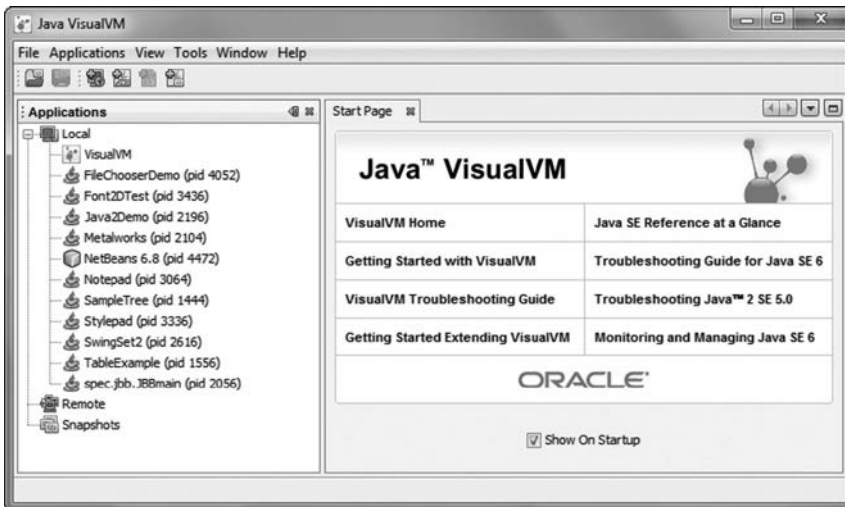 Java VisualVM
File Applications View Tools Window Help
Applications
Local
VisualVM
FileChooserDemo (pid 4052)
Font2DTest (pid 3436)
Java2Demo (pid 2196)
Metalworks (pid 2104)
NetBeans 6.8 (pid 4472)
Notepad (pid 3064)
SampleTree (pid 1444)
Stylepad (pid 3336)
SwingSet2 (pid 2616)
TableExample (pid 1556)
spec.jbb.JBBmain (pid 2056)
Remote
Snapshots
Start Page
Java™ VisualVM
VisualVM Home
Java SE Reference at a Glance
Getting Started with VisualVM
Troubleshooting Guide for Java SE 6
VisualVM Troubleshooting Guide
Troubleshooting Java™ 2 SE 5.0
Getting Started Extending VisualVM
Monitoring and Managing Java SE 6
ORACLE
Show On Startup